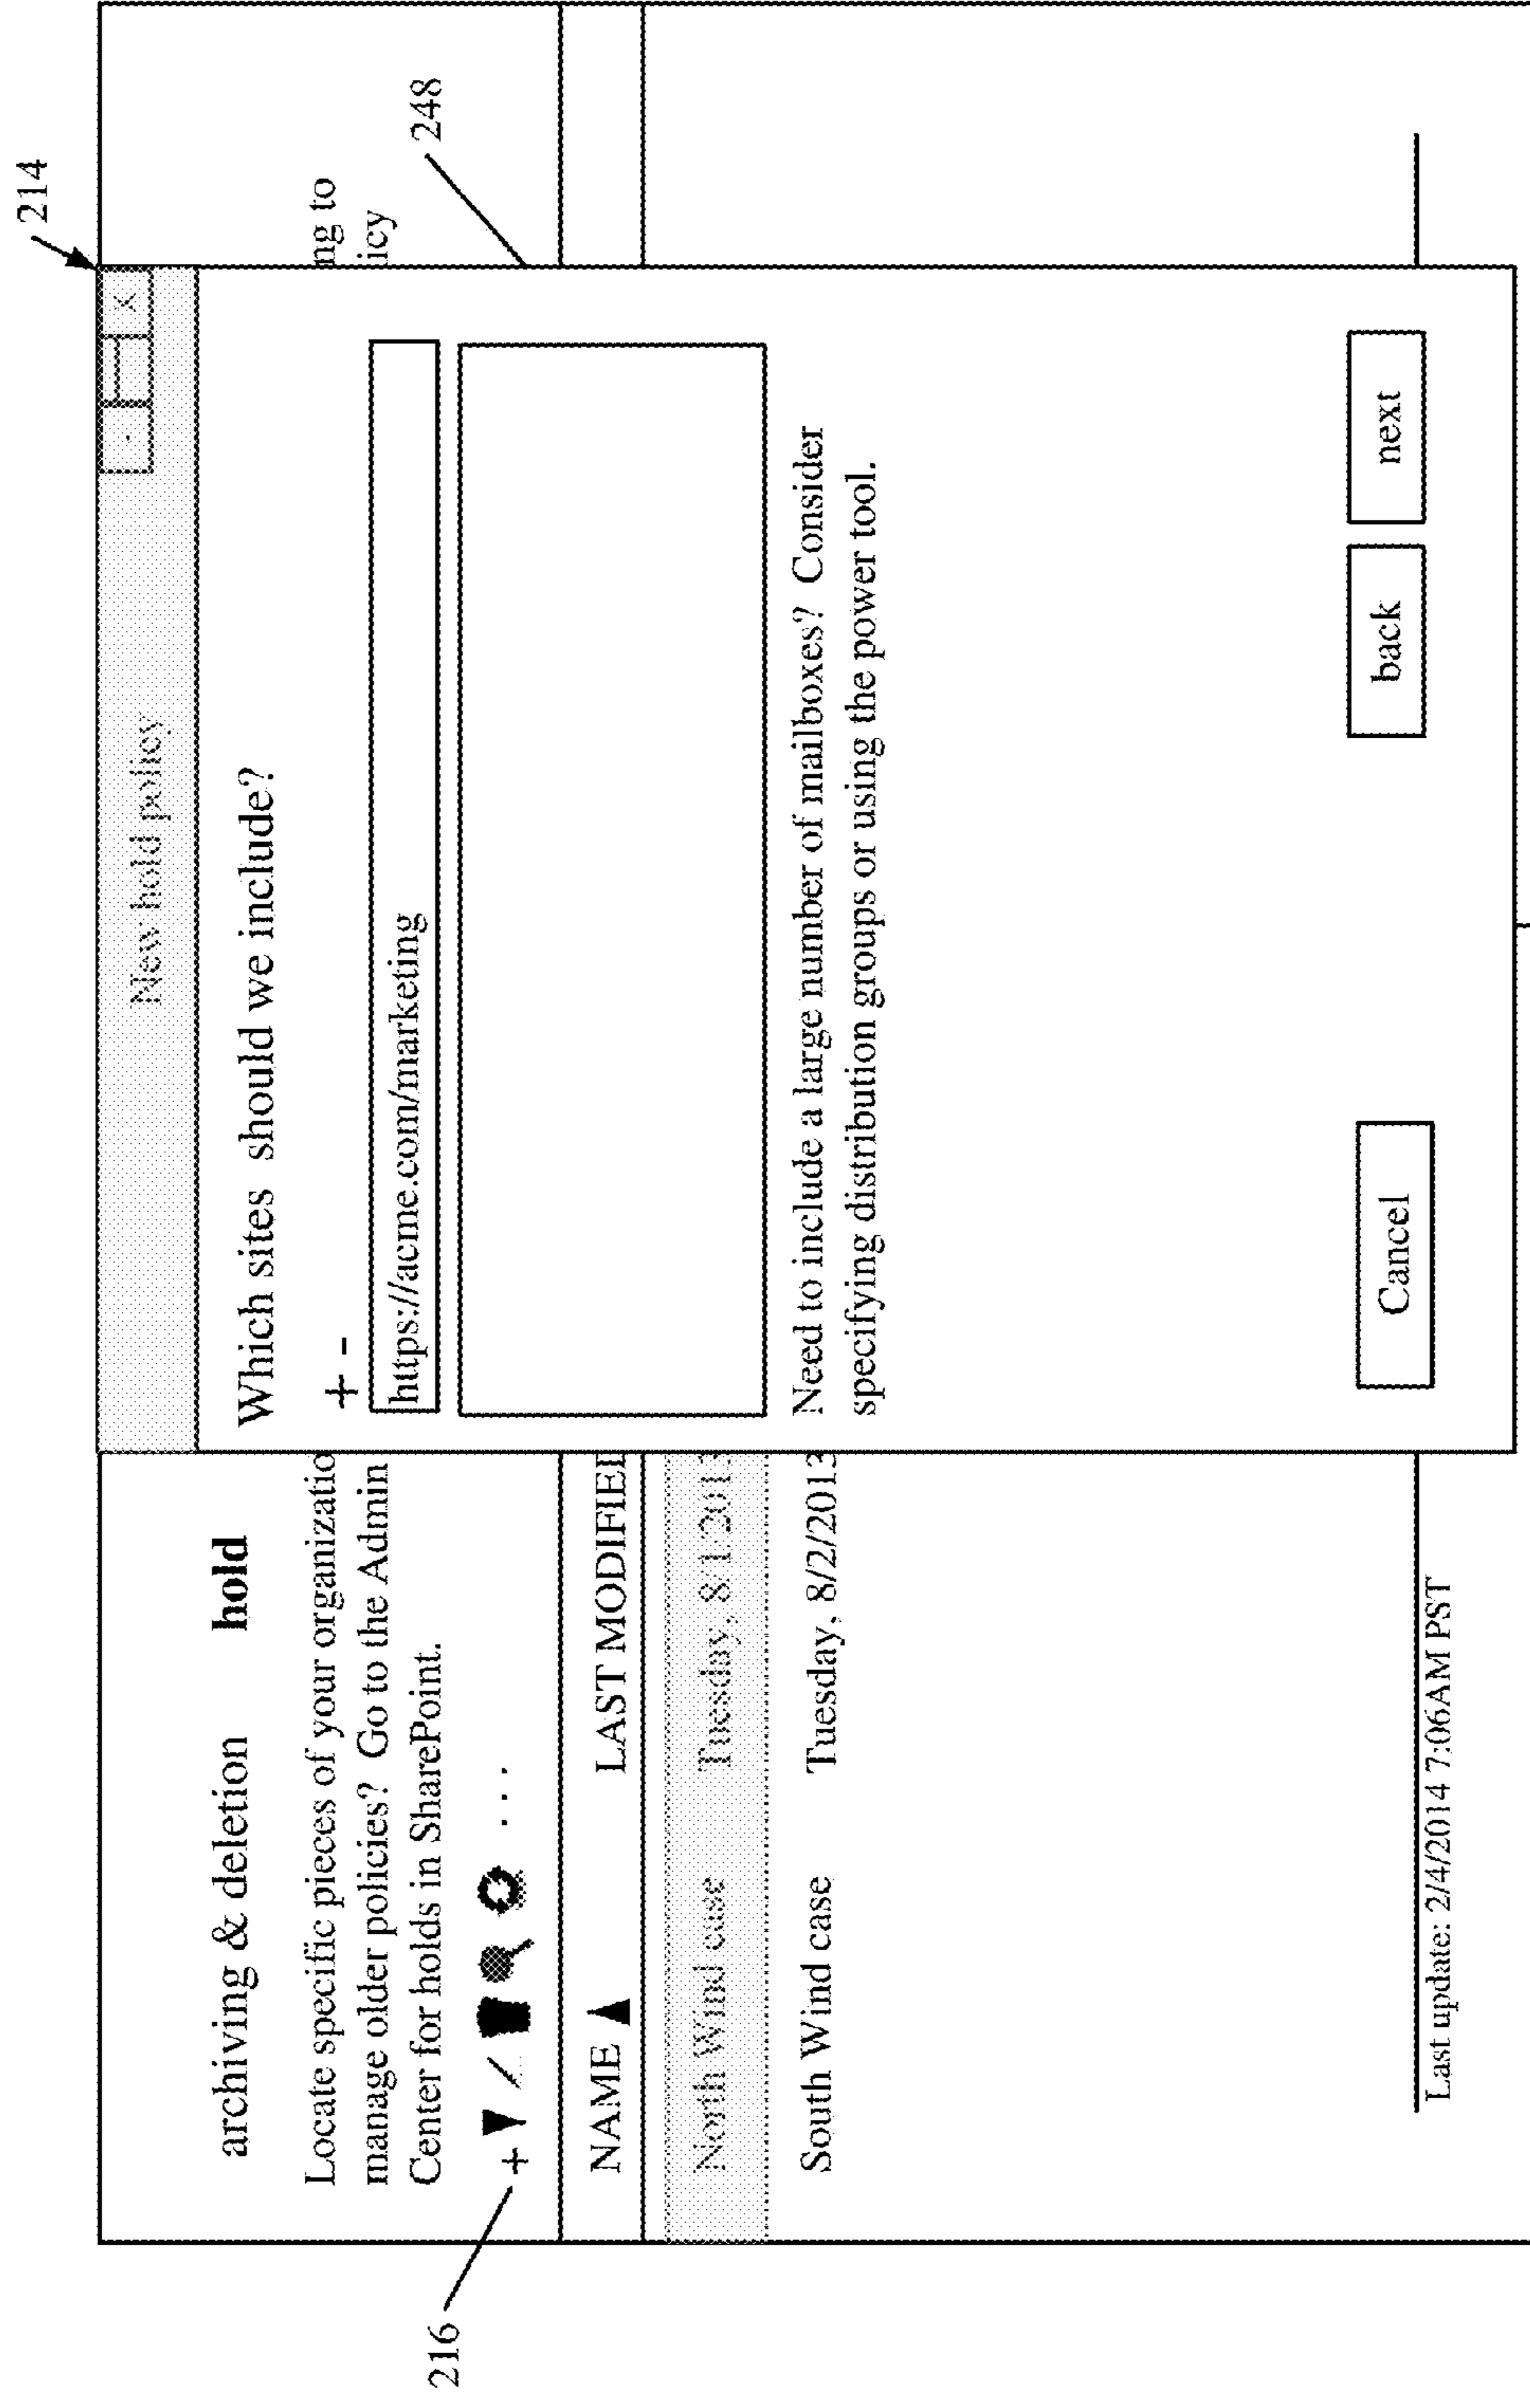 214
archiving & deletion hold
Locate specific pieces of your organizatio
manage older policies? Go to the Admin
Center for holds in SharePoint.
ng to
icy
216
+ ...
NAME LAST MODIFIED
North Wind case Tuesday, 8/1/2013
South Wind case Tuesday, 8/2/2013
Last update: 2/4/2014 7:06AM PST
New hold policy
- X
248
Which sites should we include?
+ -
https://acme.com/marketing
Need to include a large number of mailboxes? Consider
specifying distribution groups or using the power tool.
Cancel back next